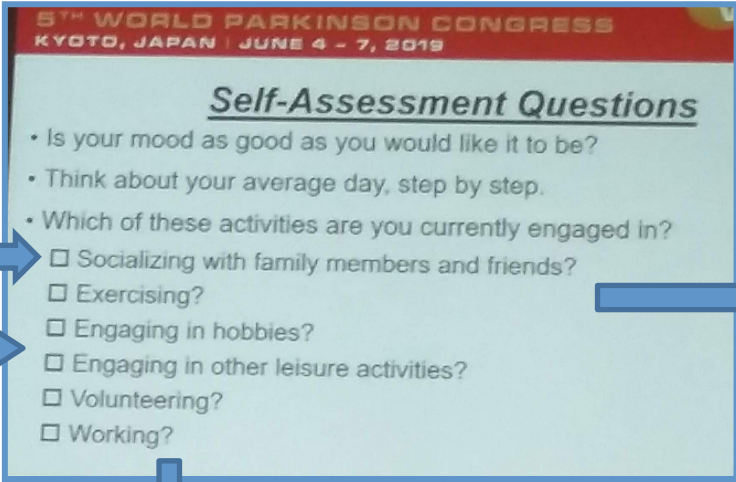 5TH WORLD PARKINSON CONGRESS
KYOTO, JAPAN | JUNE 4 - 7, 2019
Self-Assessment Questions
• Is your mood as good as you would like it to be?
• Think about your average day, step by step.
• Which of these activities are you currently engaged in?
☐ Socializing with family members and friends?
☐ Exercising?
☐ Engaging in hobbies?
☐ Engaging in other leisure activities?
☐ Volunteering?
☐ Working?